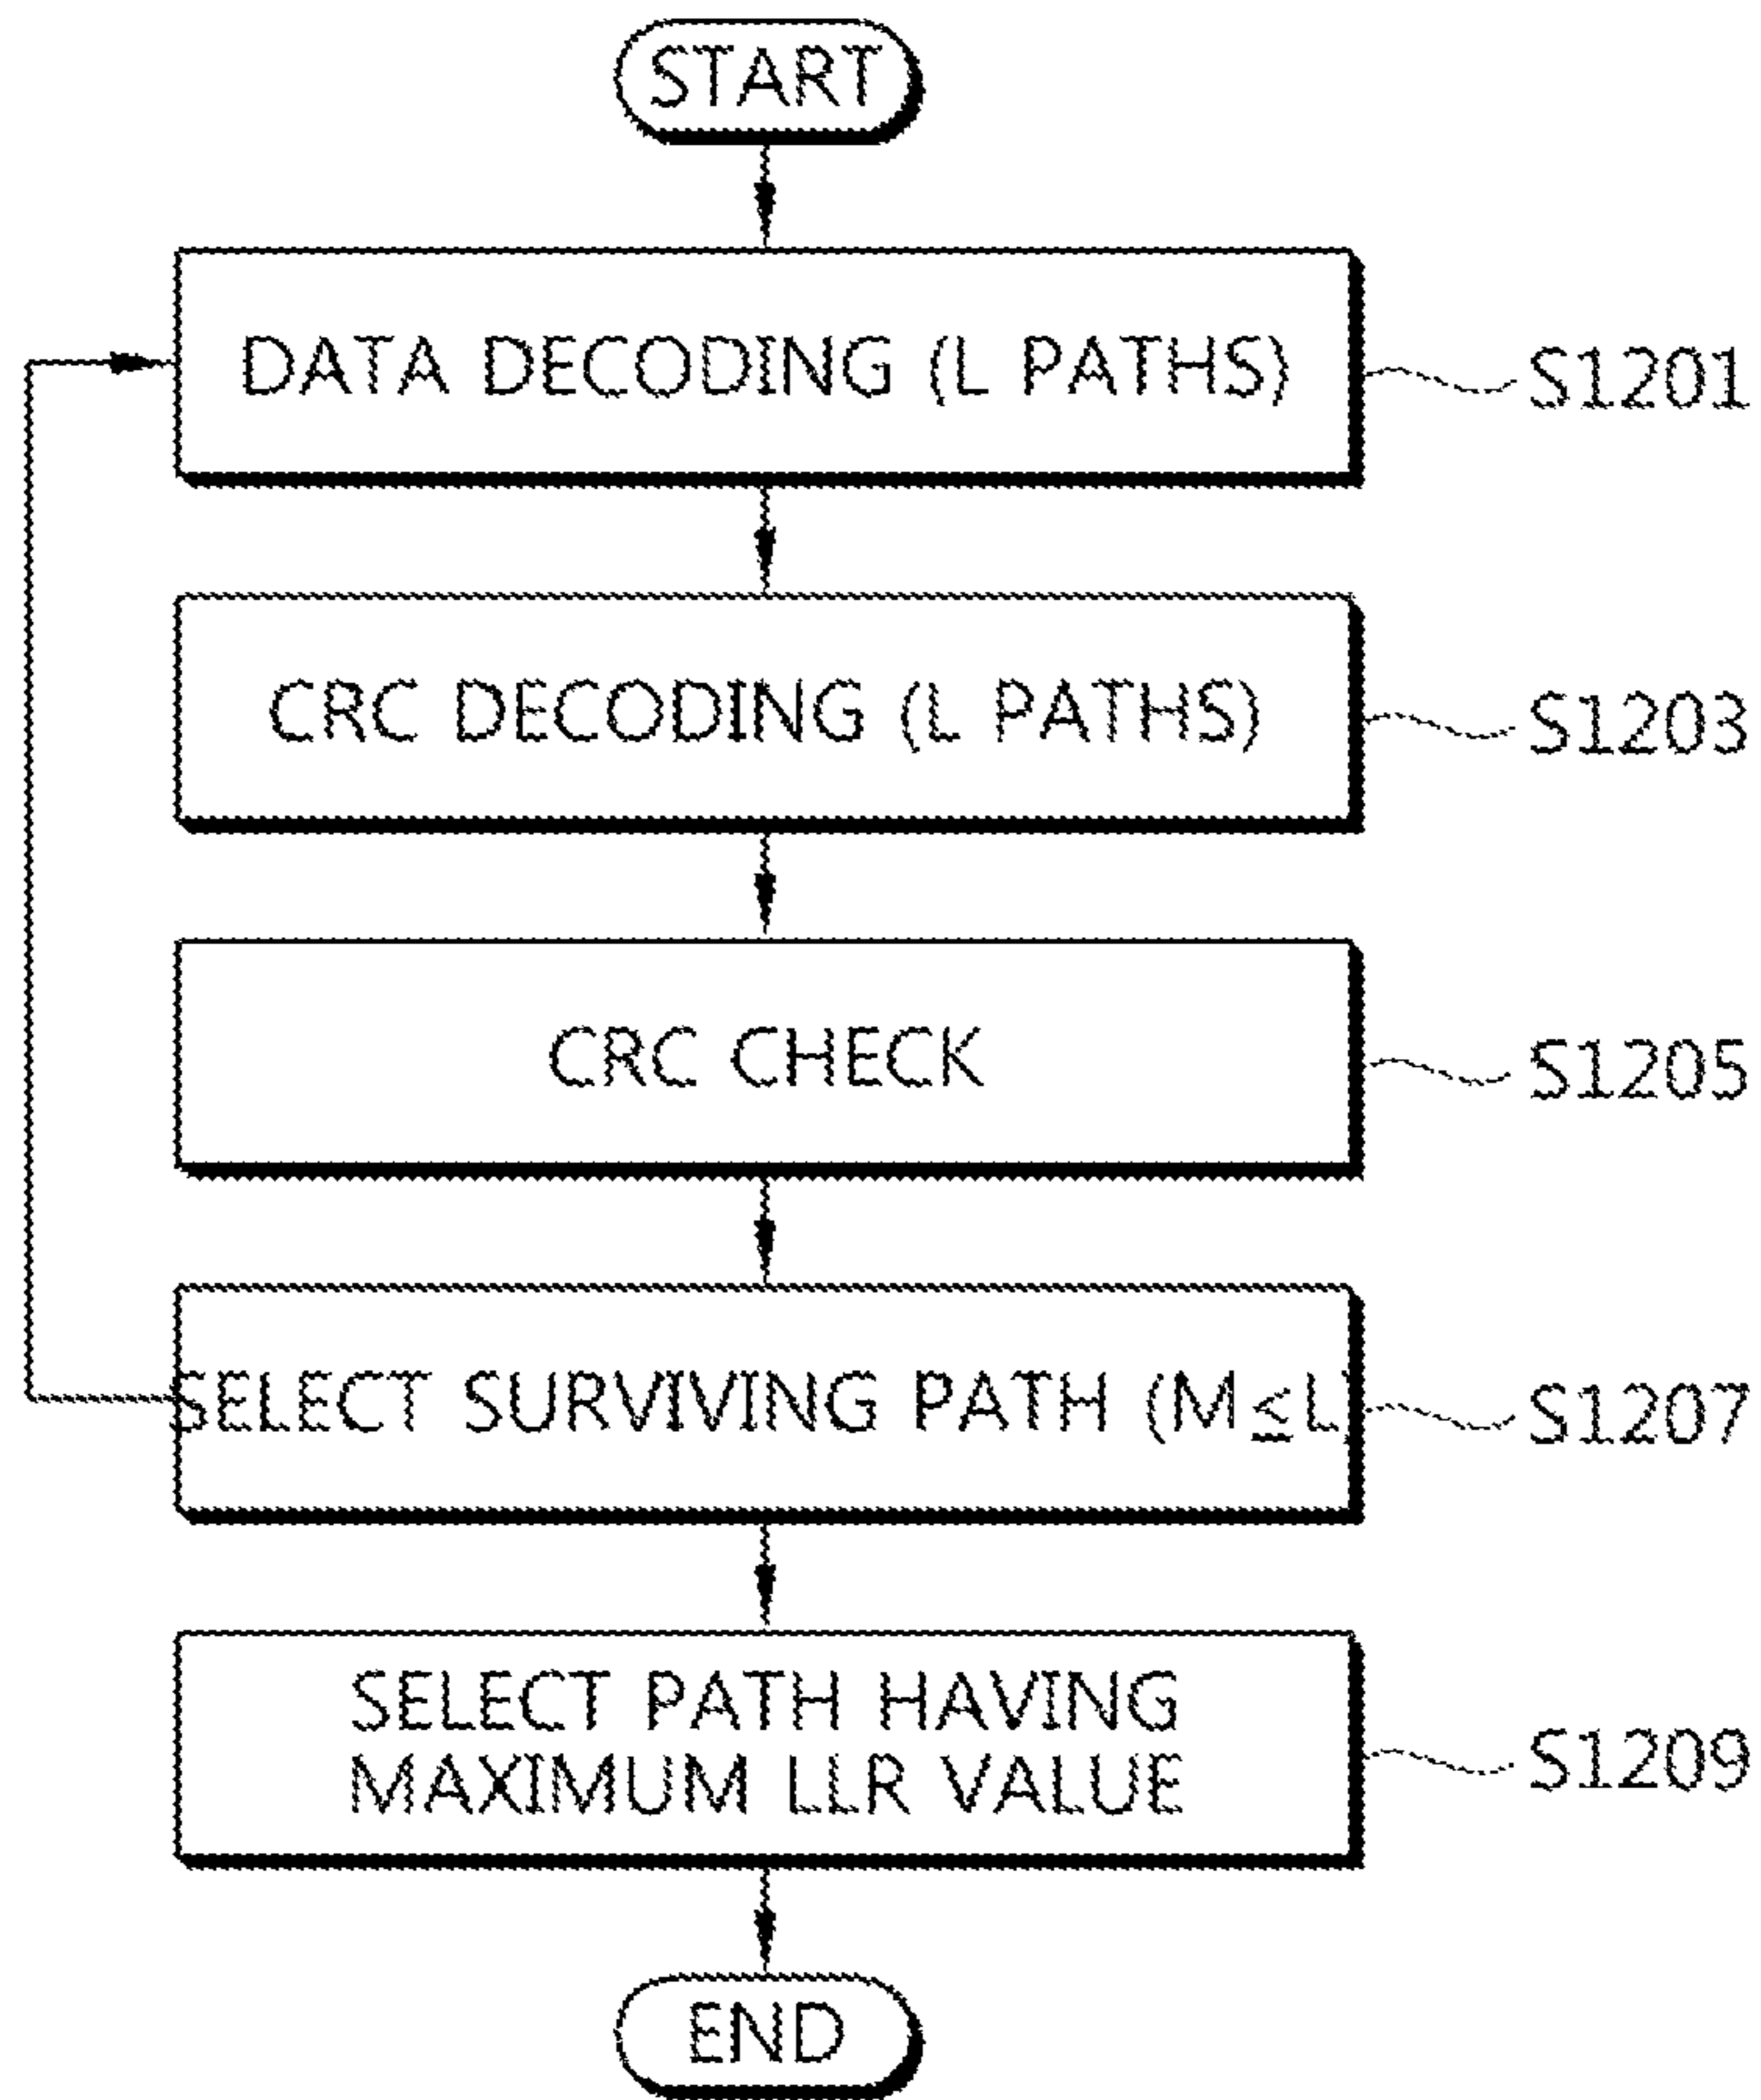 START
DATA DECODING (L PATHS)
S1201
CRC DECODING (L PATHS)
S1203
CRC CHECK
S1205
SELECT SURVIVING PATH (M≤L)
S1207
SELECT PATH HAVING
MAXIMUM LLR VALUE
S1209
END